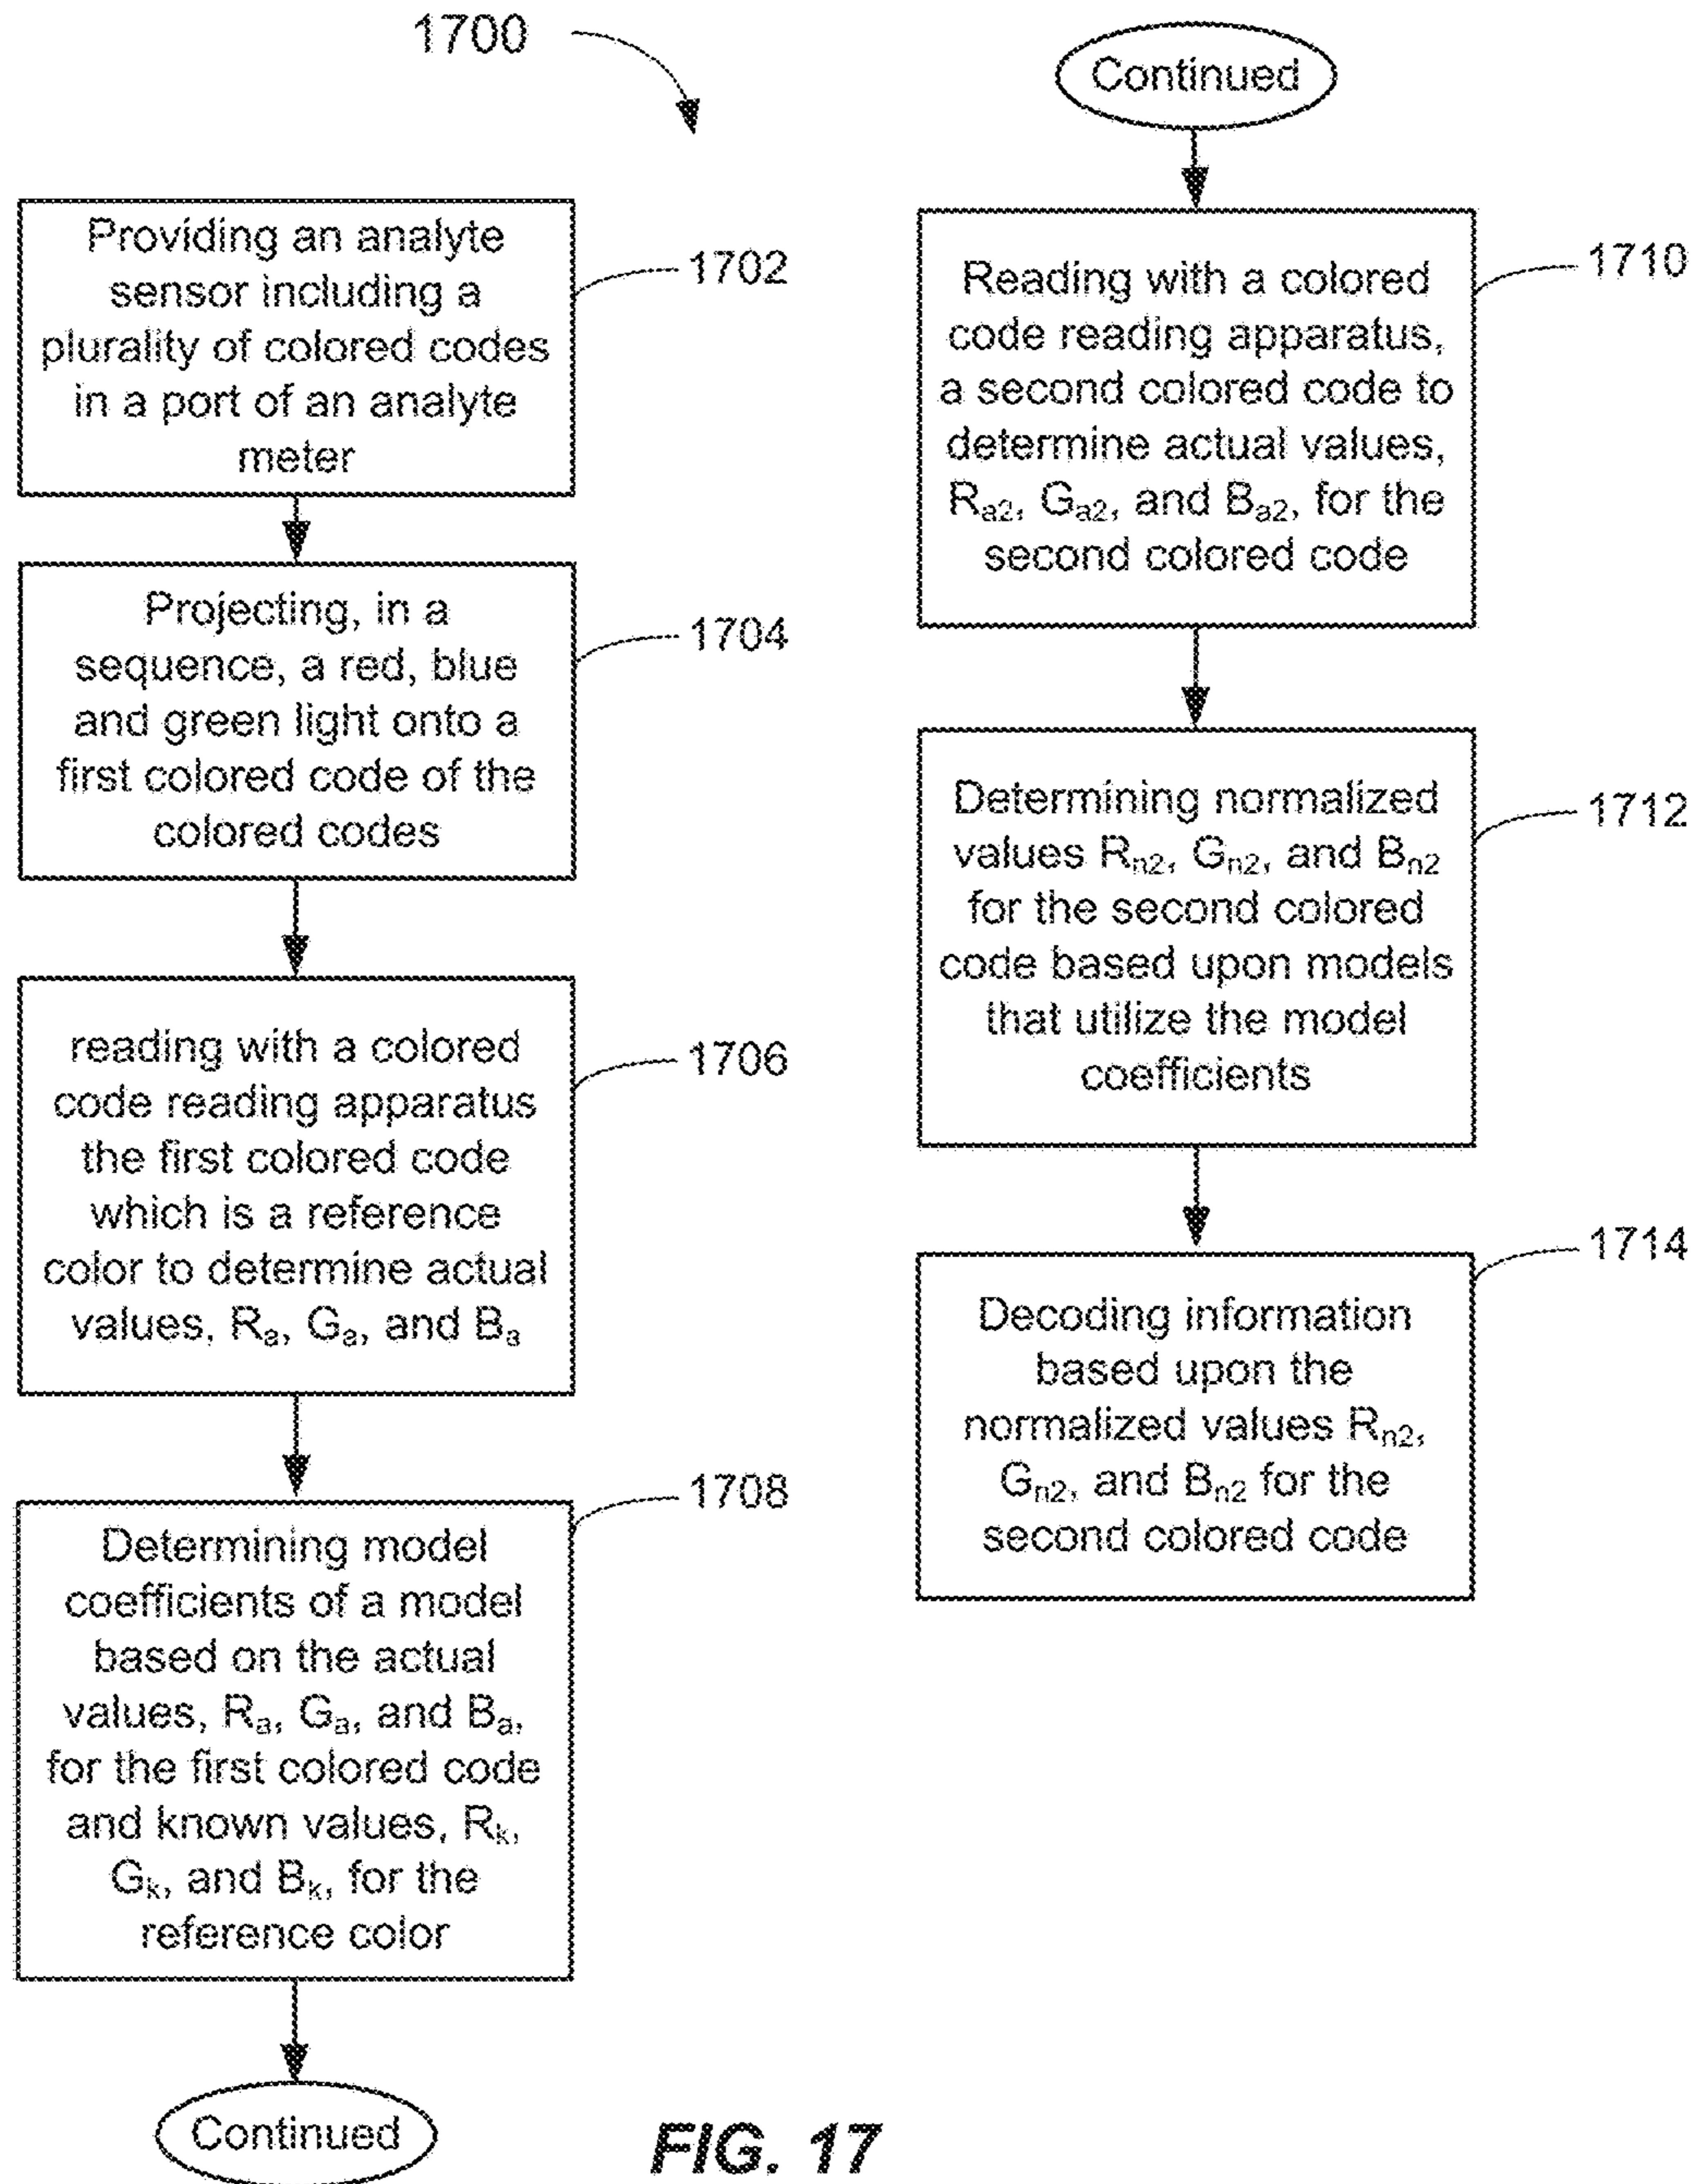 1700
Providing an analyte
sensor including a
plurality of colored codes
in a port of an analyte
meter
1702
Projecting, in a
sequence, a red, blue
and green light onto a
first colored code of the
colored codes
1704
reading with a colored
code reading apparatus
the first colored code
which is a reference
color to determine actual
values, Ra, Ga, and Ba
1706
Determining model
coefficients of a model
based on the actual
values, Ra, Ga, and Ba,
for the first colored code
and known values, Rk,
Gk, and Bk, for the
reference color
1708
Continued
Continued
Reading with a colored
code reading apparatus,
a second colored code to
determine actual values,
Ra2, Ga2, and Ba2, for the
second colored code
1710
Determining normalized
values Rn2, Gn2, and Bn2
for the second colored
code based upon models
that utilize the model
coefficients
1712
Decoding information
based upon the
normalized values Rn2,
Gn2, and Bn2 for the
second colored code
1714
FIG. 17